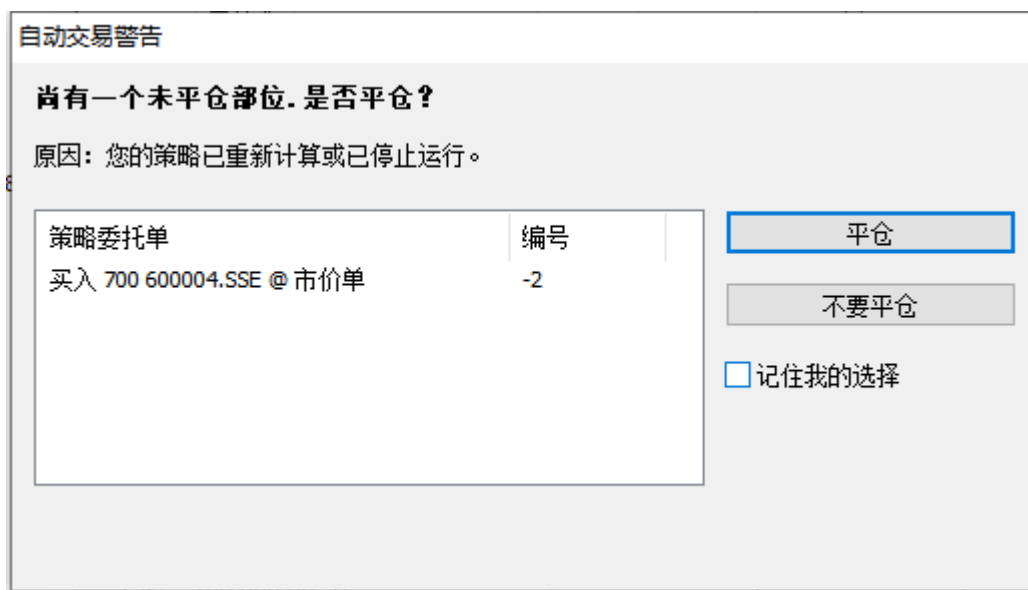 自动交易警告
尚有一个未平仓部位. 是否平仓?
原因：您的策略已重新计算或已停止运行。
策略委托单 编号
买入 700 600004.SSE @ 市价单 -2
平仓
不要平仓
记住我的选择